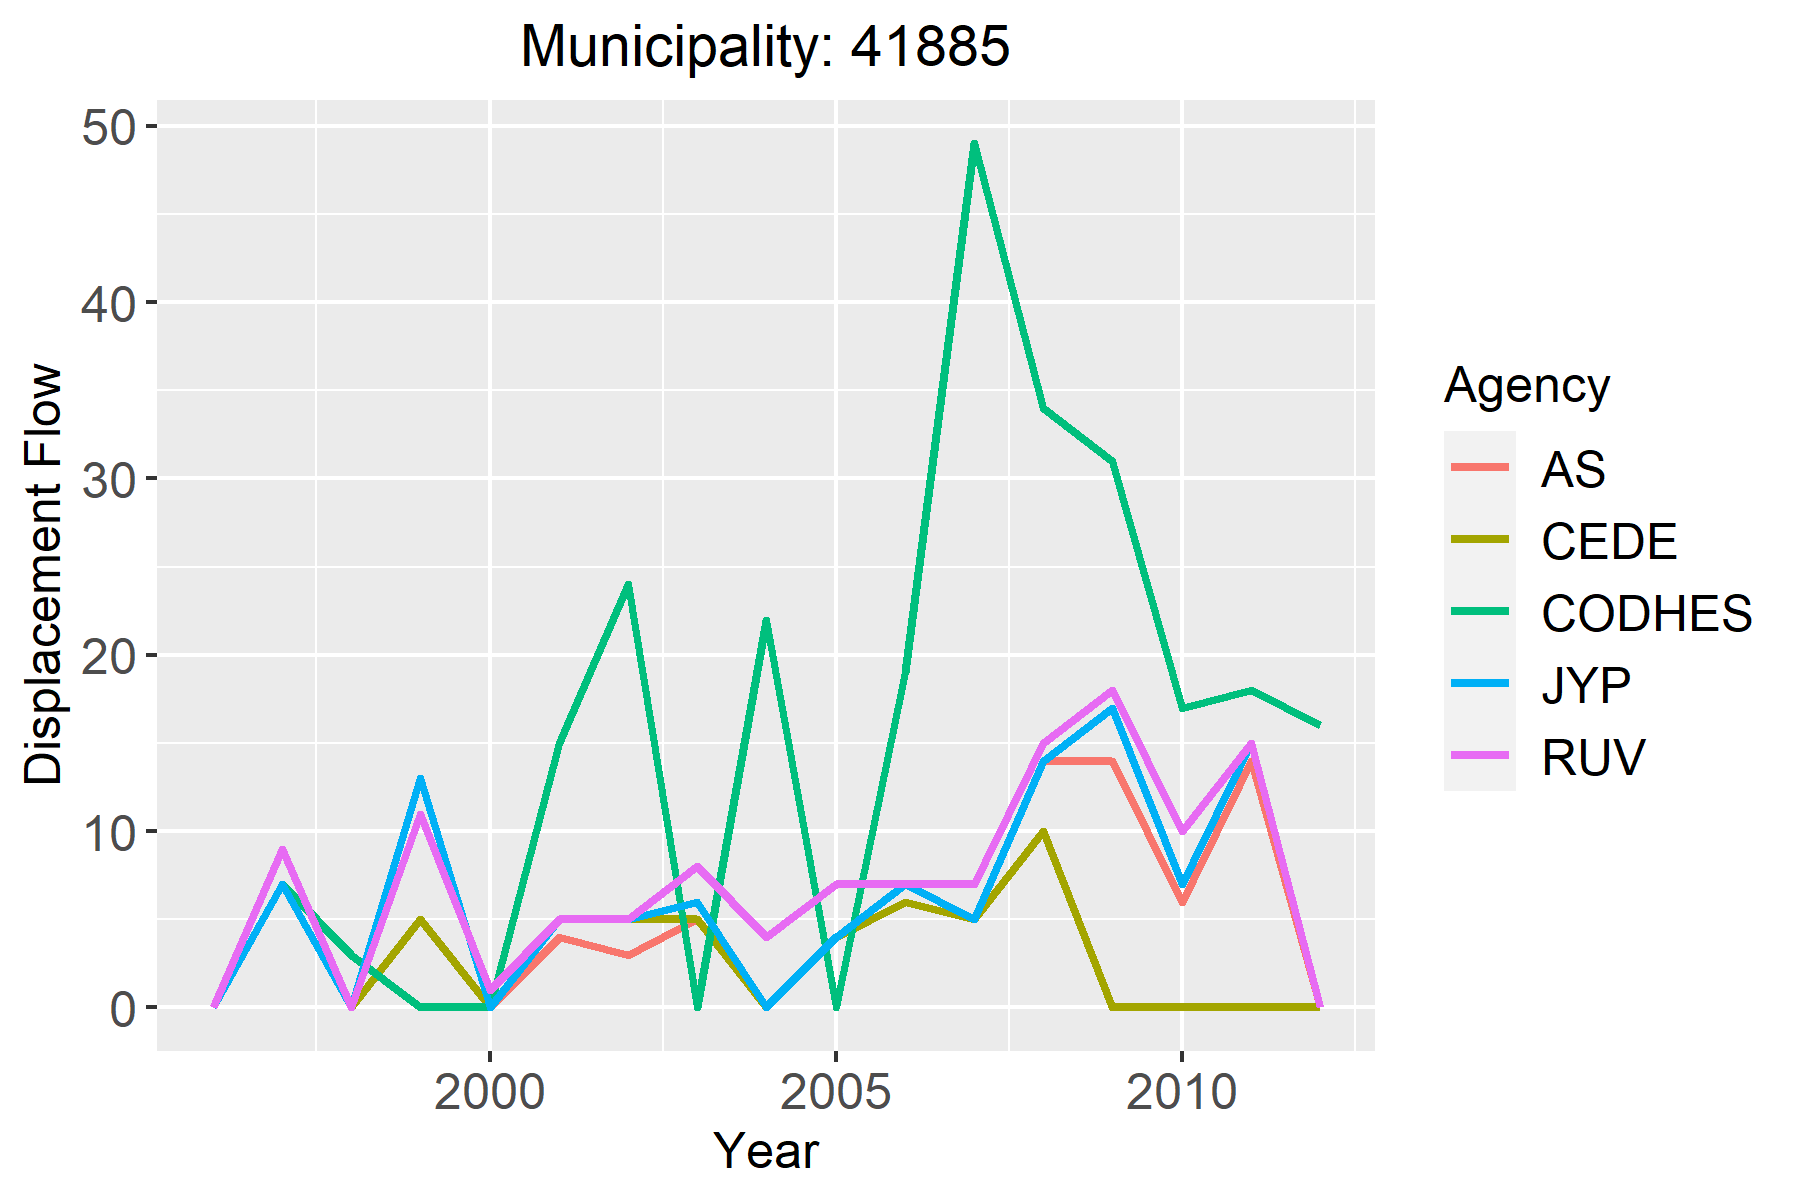 Municipality: 41885
50
40
30
20
10
0
Displacement Flow
2000
2005
2010
Year
Agency
AS
CEDE
CODHES
JYP
RUV